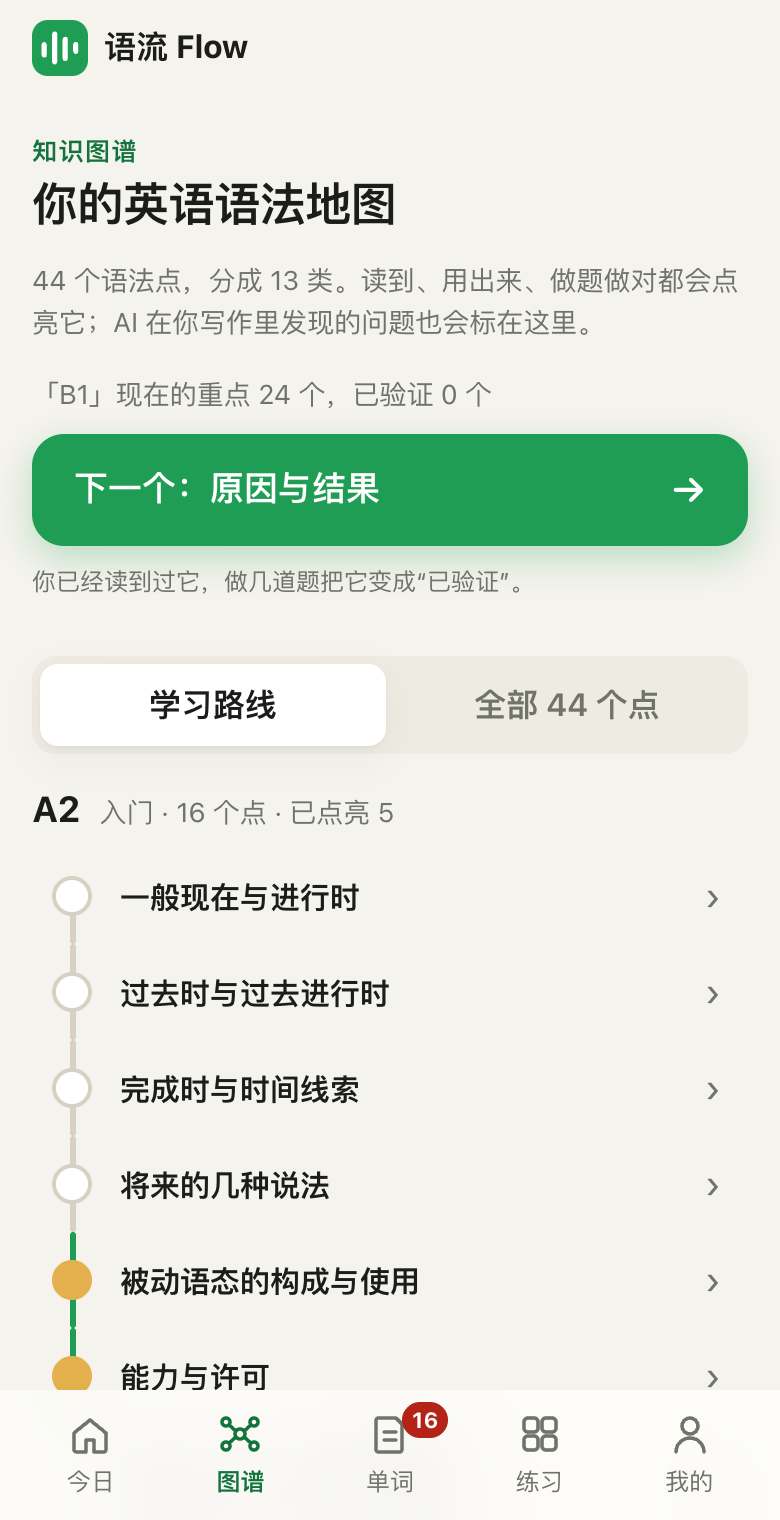 语流 Flow
知识图谱
你的英语语法地图
44 个语法点，分成 13 类。读到、用出来、做题做对都会点
亮它；AI 在你写作里发现的问题也会标在这里。
「B1」现在的重点 24 个，已验证 0 个
下一个：原因与结果
你已经读到过它，做几道题把它变成“已验证”。
学习路线
全部 44 个点
A2 入门 · 16 个点 · 已点亮 5
一般现在与进行时
过去时与过去进行时
完成时与时间线索
将来的几种说法
被动语态的构成与使用
能力与许可
16
今日
图谱
单词
练习
我的